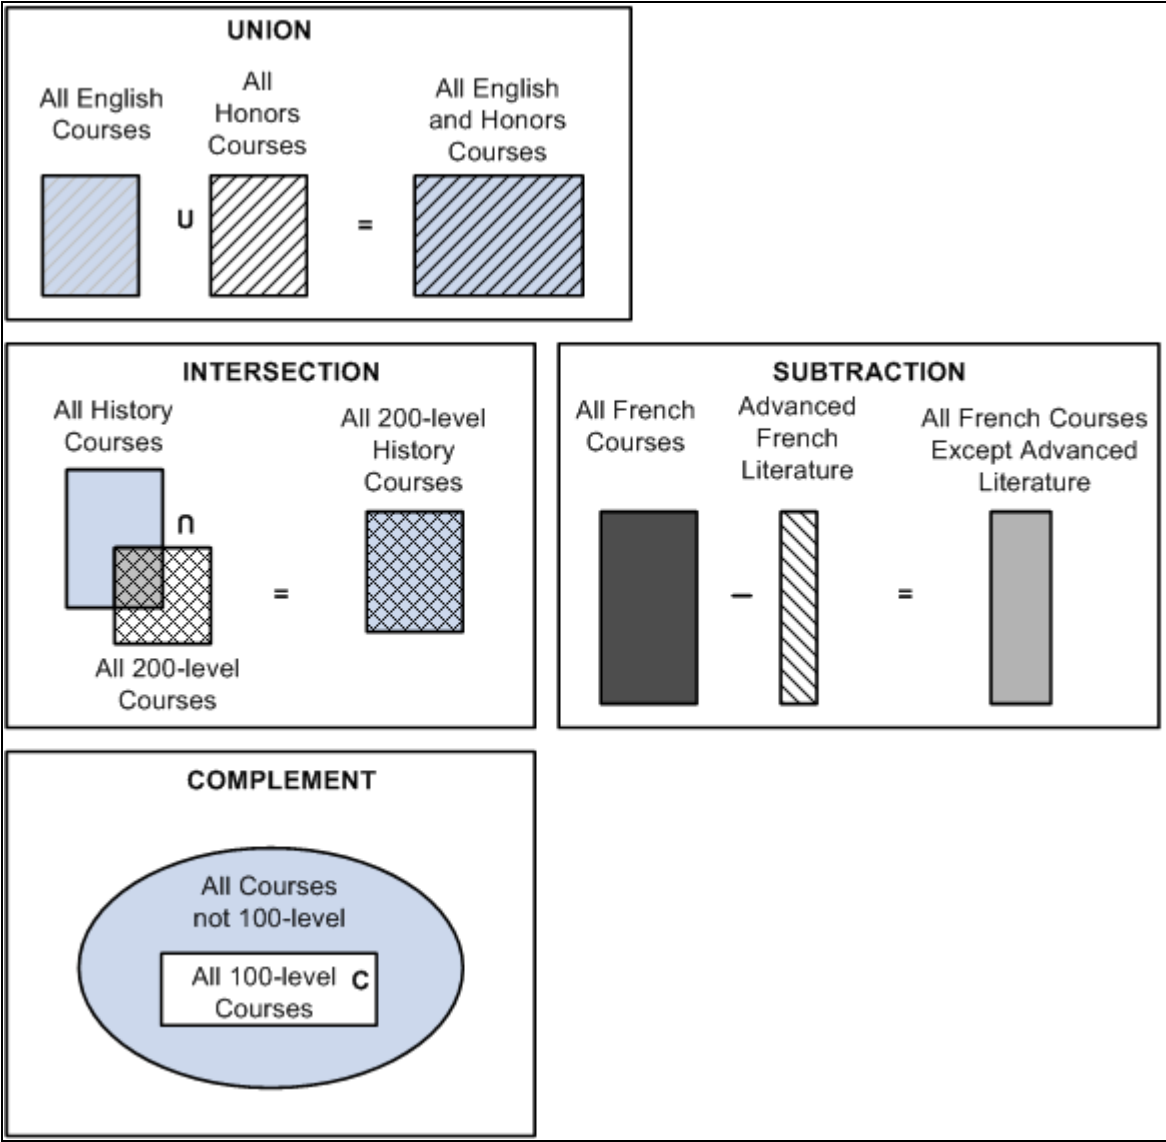 UNION
All English
Courses
All
Honors
Courses
All English
and Honors
Courses
U
=
INTERSECTION
All History
Courses
∩
All 200-level
Courses
=
All 200-level
History
Courses
SUBTRACTION
All French
Courses
Advanced
French
Literature
All French Courses
Except Advanced
Literature
–
=
COMPLEMENT
All Courses
not 100-level
All 100-level C
Courses